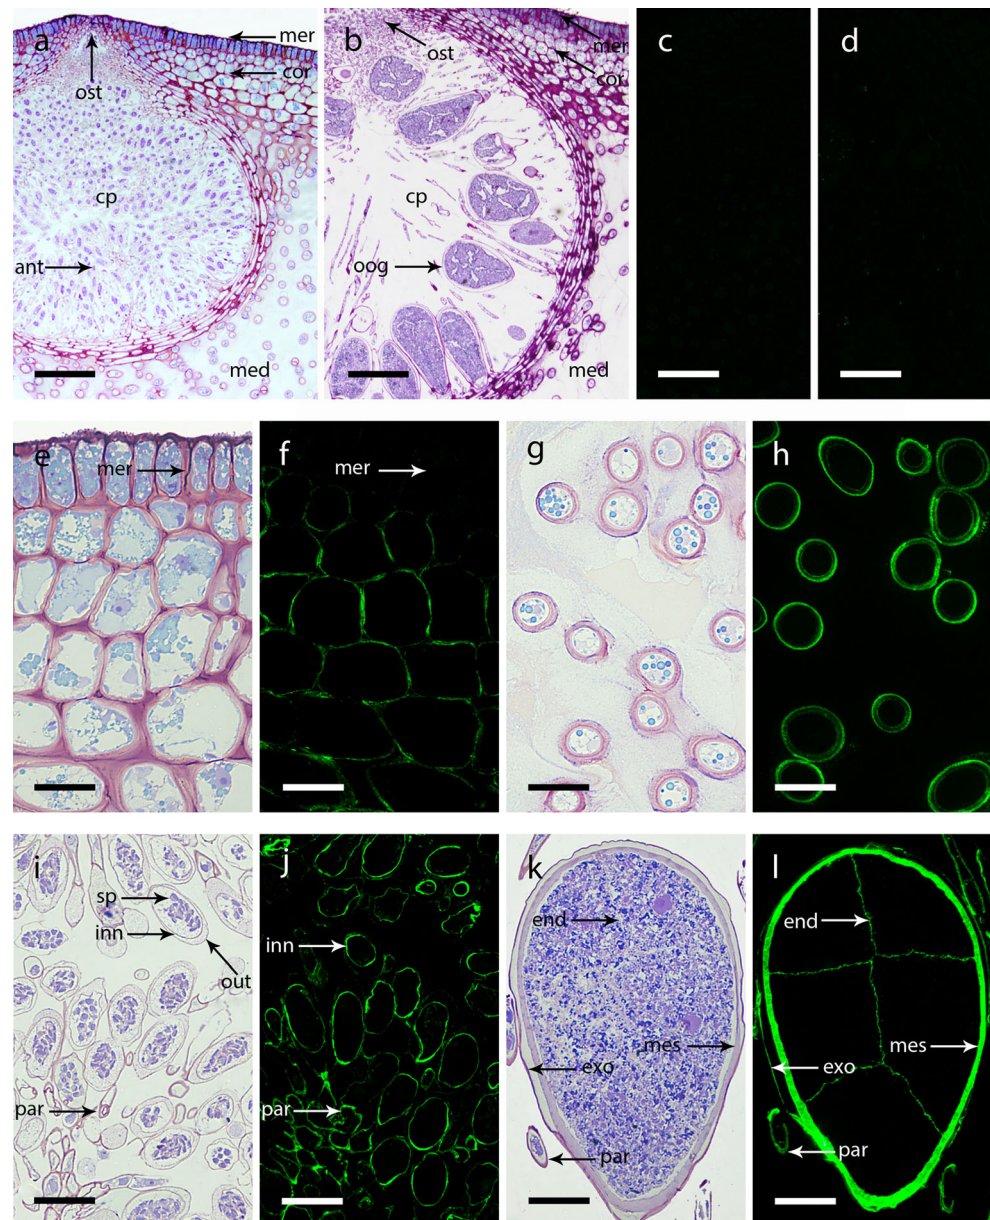 a
mer
cor
ost
cp
ant
med
b
ost
mer
cor
cp
oog
med
c
d
e
mer
f
mer
g
h
i
sp
inn
out
par
j
inn
par
k
end
mes
exo
par
l
end
mes
exo
par